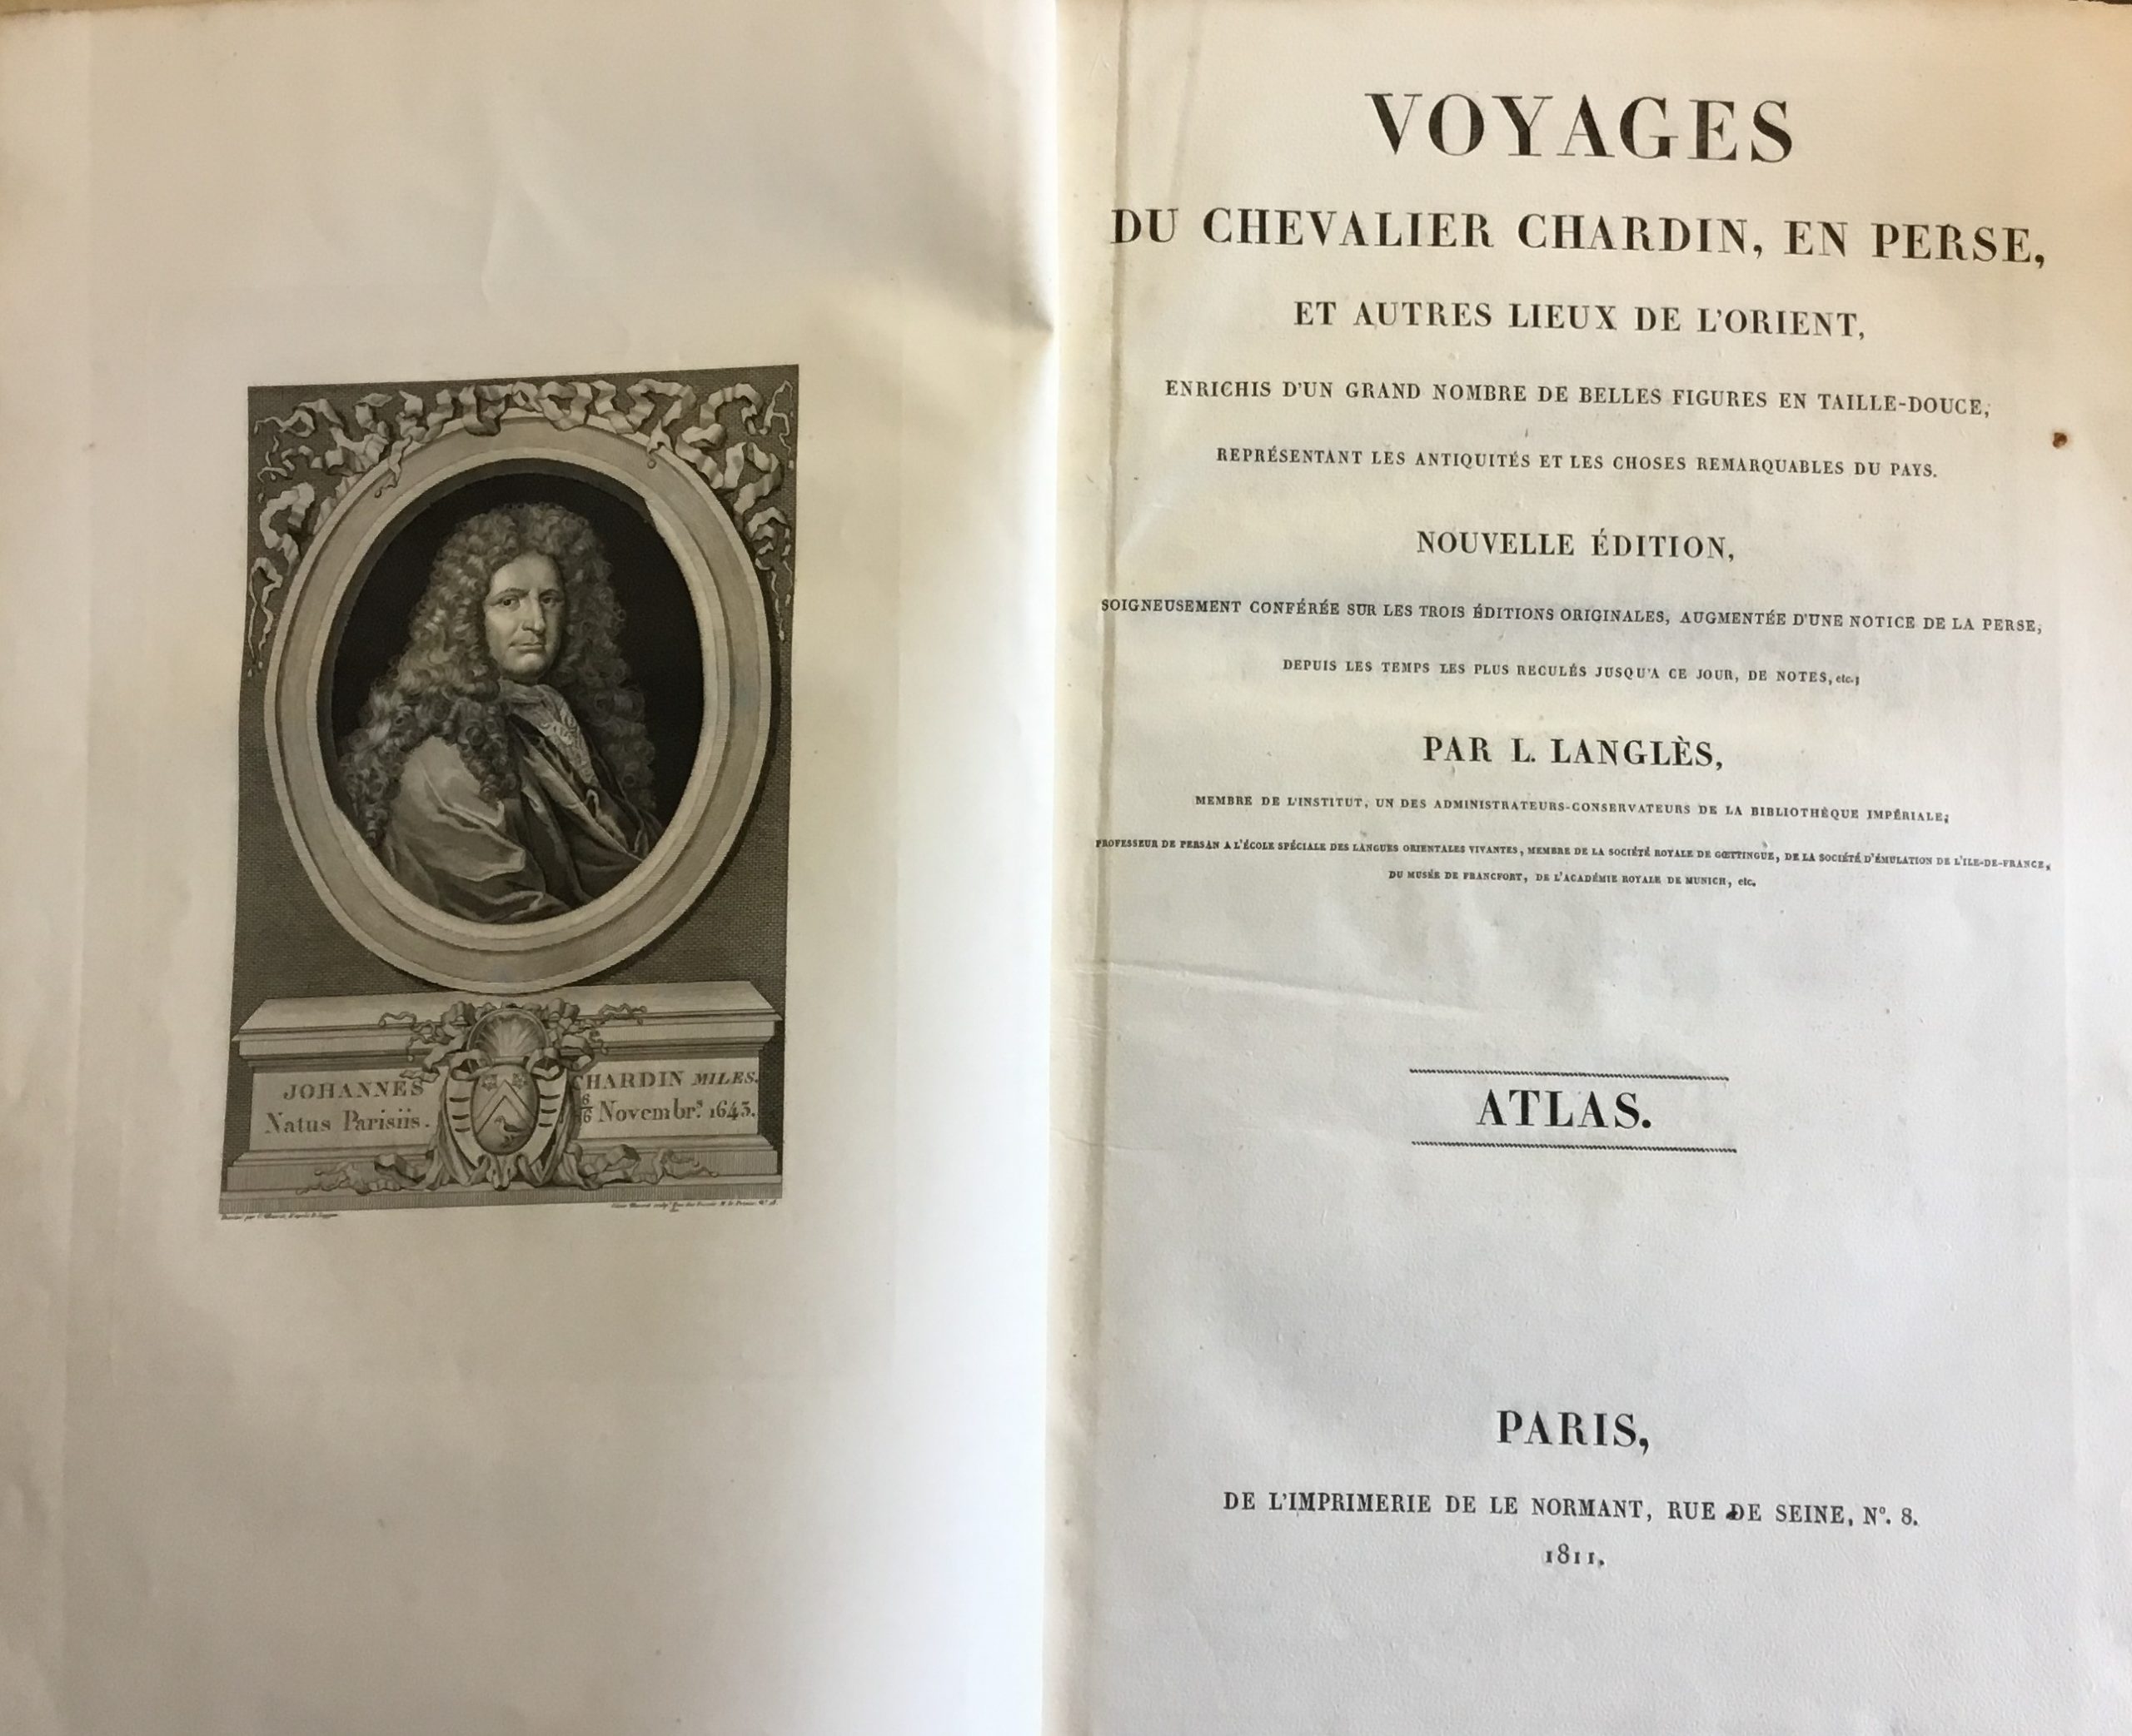 JOHANNES CHARDIN MILES.
Natus Parisiis. 6/16 Novembr.s 1643.
VOYAGES
DU CHEVALIER CHARDIN, EN PERSE,
ET AUTRES LIEUX DE L'ORIENT,
ENRICHIS D'UN GRAND NOMBRE DE BELLES FIGURES EN TAILLE-DOUCE,
REPRÉSENTANT LES ANTIQUITÉS ET LES CHOSES REMARQUABLES DU PAYS.
NOUVELLE ÉDITION,
SOIGNEUSEMENT CONFÉRÉE SUR LES TROIS ÉDITIONS ORIGINALES, AUGMENTÉE D'UNE NOTICE DE LA PERSE,
DEPUIS LES TEMPS LES PLUS RECULÉS JUSQU'A CE JOUR, DE NOTES, etc.;
PAR L. LANGLÈS,
MEMBRE DE L'INSTITUT, UN DES ADMINISTRATEURS-CONSERVATEURS DE LA BIBLIOTHÈQUE IMPÉRIALE;
PROFESSEUR DE PERSAN A L'ÉCOLE SPÉCIALE DES LANGUES ORIENTALES VIVANTES, MEMBRE DE LA SOCIÉTÉ ROYALE DE GŒTTINGUE, DE LA SOCIÉTÉ D'ÉMULATION DE L'ILE-DE-FRANCE,
DU MUSÉE DE FRANCFORT, DE L'ACADÉMIE ROYALE DE MUNICH, etc.
ATLAS.
PARIS,
DE L'IMPRIMERIE DE LE NORMANT, RUE DE SEINE, N°. 8.
1811.